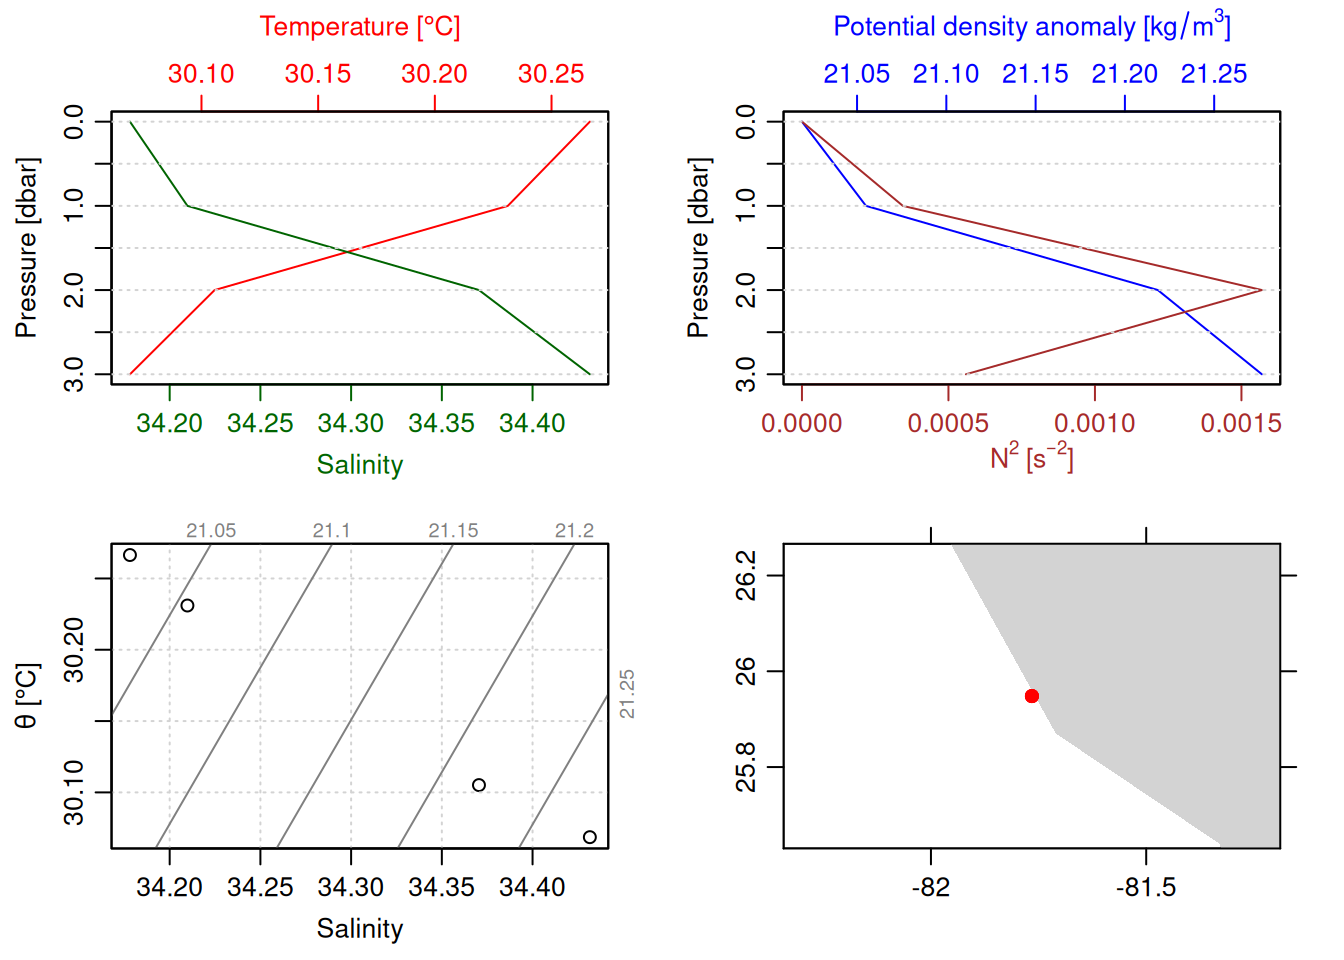 Temperature [°C]
30.10 30.15 30.20 30.25
Pressure [dbar]
0.0
1.0
2.0
3.0
34.20 34.25 34.30 34.35 34.40
Salinity
Potential density anomaly [kg/m³]
21.05 21.10 21.15 21.20 21.25
Pressure [dbar]
0.0
1.0
2.0
3.0
0.0000 0.0005 0.0010 0.0015
N² [s⁻²]
21.05 21.1 21.15 21.2
21.25
θ [°C]
30.20
30.10
34.20 34.25 34.30 34.35 34.40
Salinity
26.2
26
25.8
-82 -81.5